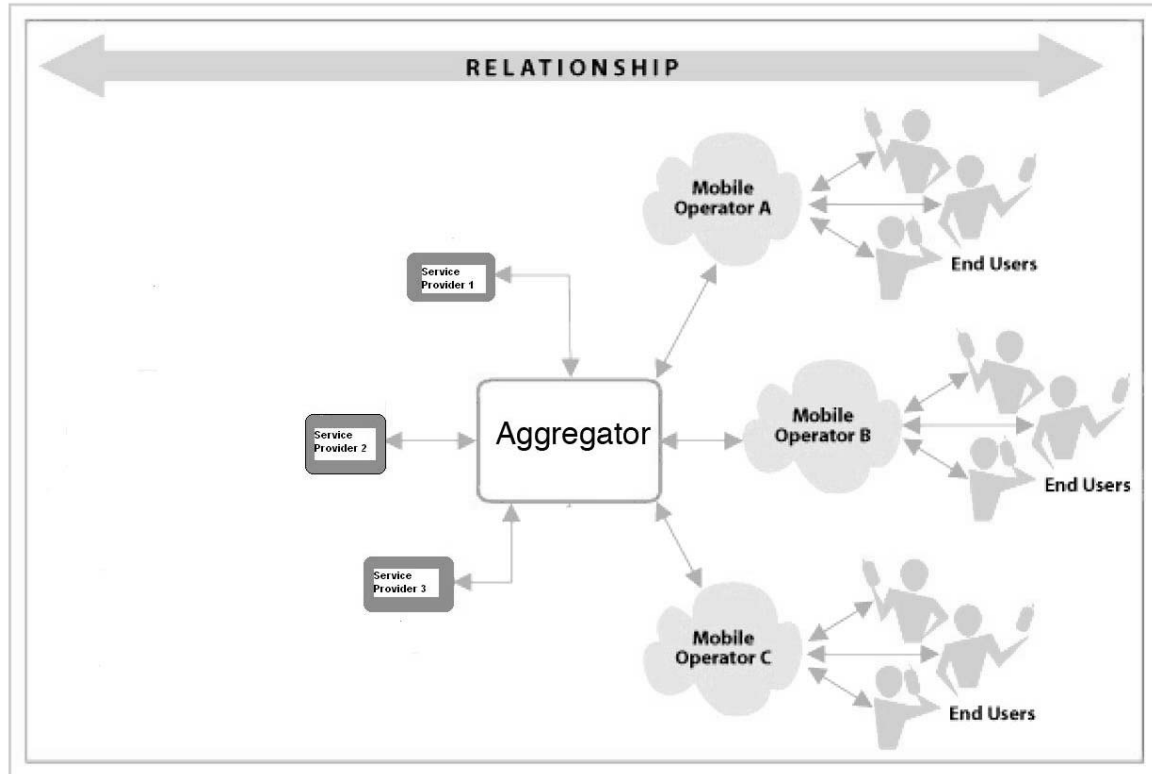 RELATIONSHIP
Mobile
Operator A
End Users
Service
Provider 1
Aggregator
Service
Provider 2
Mobile
Operator B
End Users
Service
Provider 3
Mobile
Operator C
End Users